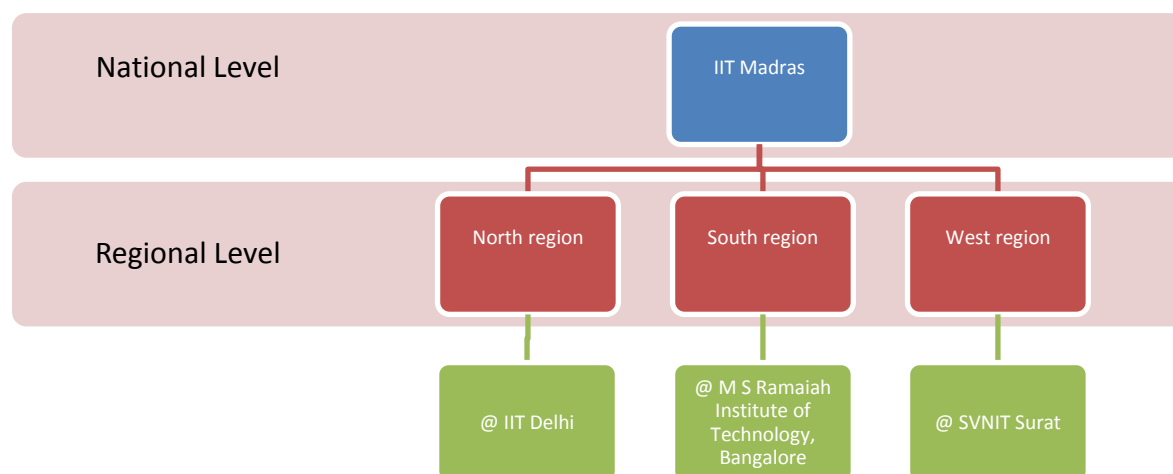 National Level
IIT Madras
Regional Level
North region
South region
West region
@ IIT Delhi
@ M S Ramaiah
Institute of
Technology,
Bangalore
@ SVNIT Surat